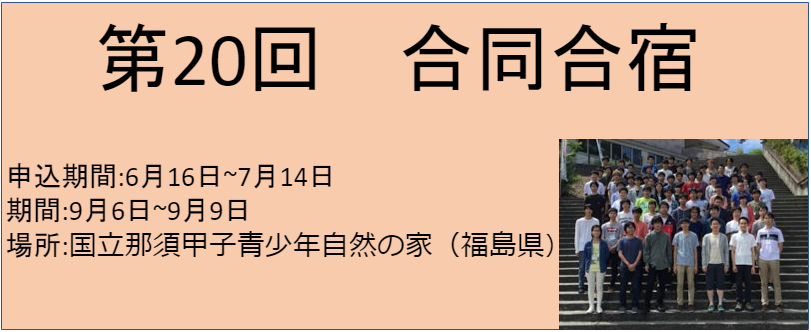 第20回　合同合宿
申込期間:6月16日~7月14日
期間:9月6日~9月9日
場所:国立那須甲子青少年自然の家（福島県）